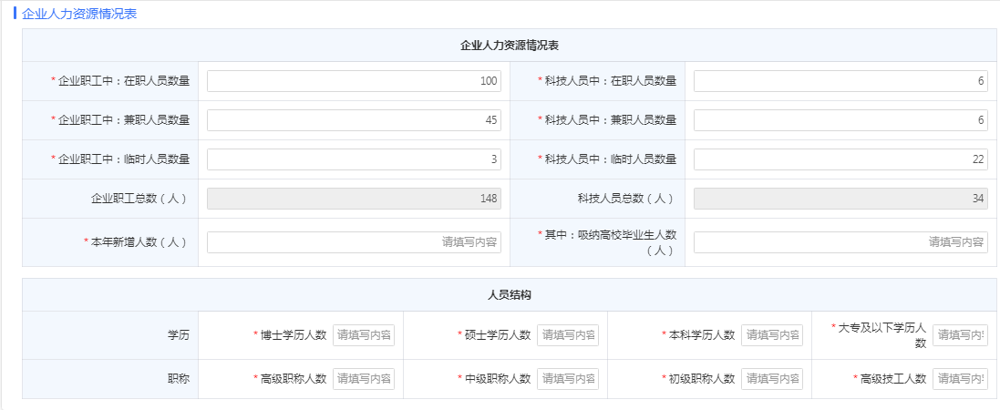 企业人力资源情况表
企业人力资源情况表
* 企业职工中：在职人员数量 100 * 科技人员中：在职人员数量 6
* 企业职工中：兼职人员数量 45 * 科技人员中：兼职人员数量 6
* 企业职工中：临时人员数量 3 * 科技人员中：临时人员数量 22
企业职工总数（人） 148 科技人员总数（人） 34
* 本年新增人数（人） 请填写内容 * 其中：吸纳高校毕业生人数
（人） 请填写内容
人员结构
学历 * 博士学历人数 请填写内容 * 硕士学历人数 请填写内容 * 本科学历人数 请填写内容 * 大专及以下学历人
数 请填写内
职称 * 高级职称人数 请填写内容 * 中级职称人数 请填写内容 * 初级职称人数 请填写内容 * 高级技工人数 请填写内